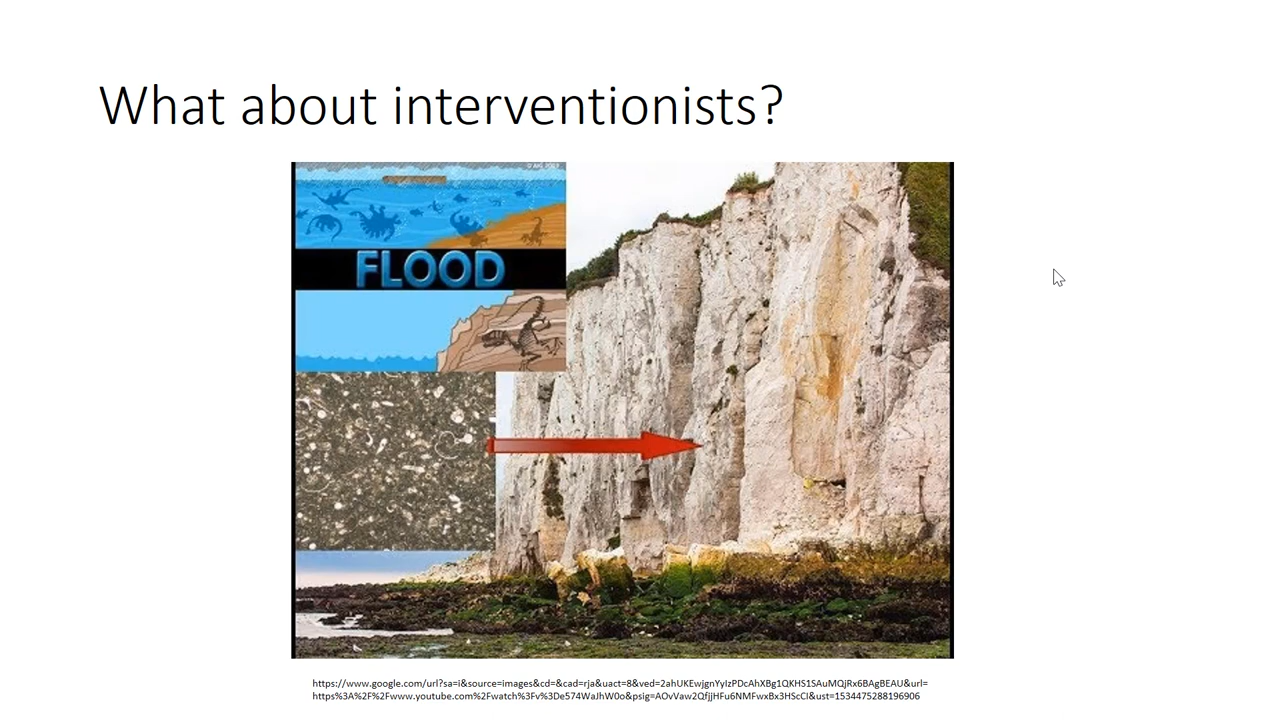 What about interventionists?
FLOOD
https://www.google.com/url?sa=i&source=images&cd=&cad=rja&uact=8&ved=2ahUKEwjgnYyIzPDcAhXBg1QKHS1SAuMQjRx6BAgBEAU&url=
https%3A%2F%2Fwww.youtube.com%2Fwatch%3Fv%3De574WaJhW0o&psig=AOvVaw2QfjJHFu6NMFwxBx3HScCI&ust=1534475288196906